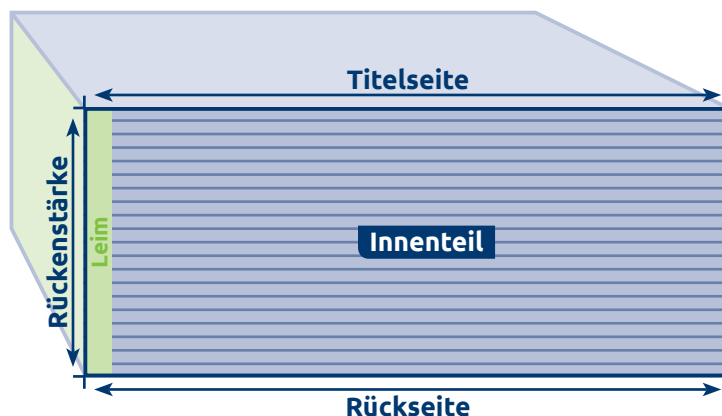 Titelseite
Rückenstärke
Leim
Innenteil
Rückseite